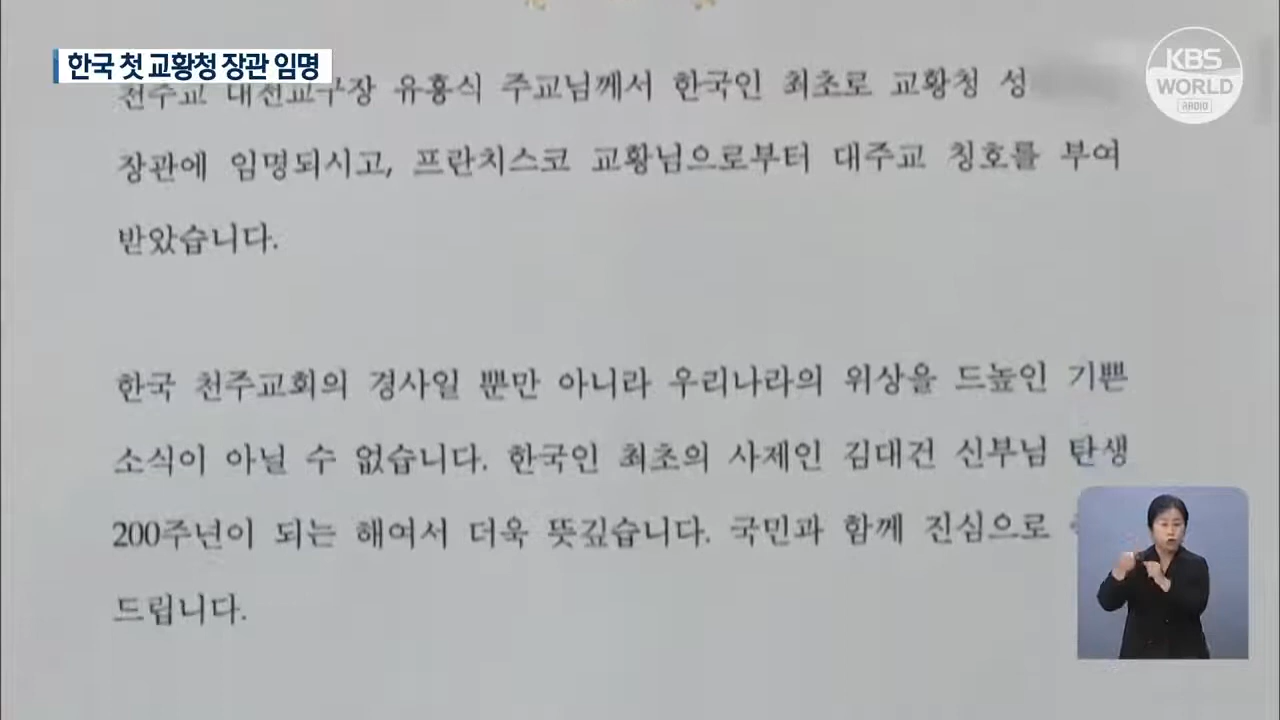 한국 첫 교황청 장관 임명
KBS
WORLD
RADIO
천주교 대전교구장 유흥식 주교님께서 한국인 최초로 교황청 성
장관에 임명되시고, 프란치스코 교황님으로부터 대주교 칭호를 부여
받았습니다.
한국 천주교회의 경사일 뿐만 아니라 우리나라의 위상을 드높인 기쁜
소식이 아닐 수 없습니다. 한국인 최초의 사제인 김대건 신부님 탄생
200주년이 되는 해여서 더욱 뜻깊습니다. 국민과 함께 진심으로
드립니다.